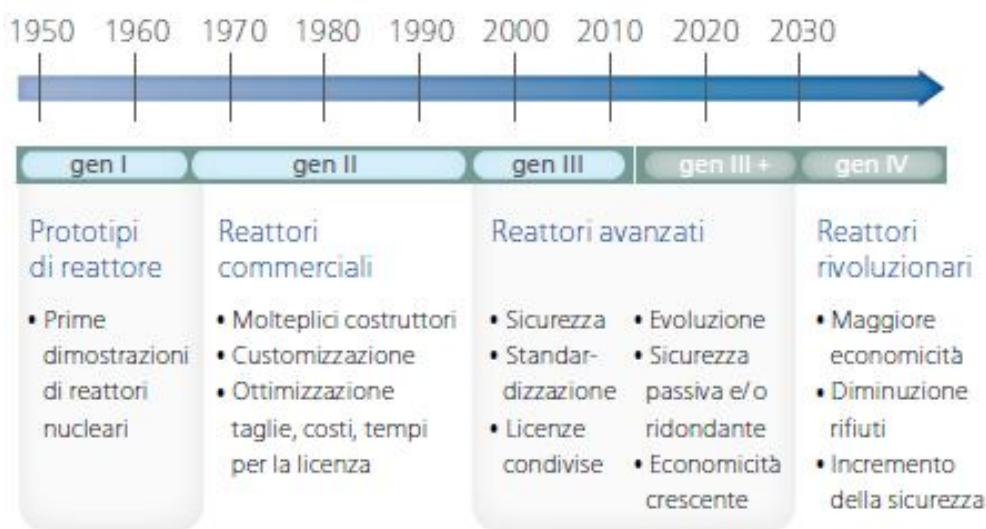 1950 1960 1970 1980 1990 2000 2010 2020 2030
gen I gen II gen III gen III + gen IV
Prototipi
di reattore
• Prime
dimostrazioni
di reattori
nucleari
Reattori
commerciali
• Molteplici costruttori
• Customizzazione
• Ottimizzazione
taglie, costi, tempi
per la licenza
Reattori avanzati
• Sicurezza
• Standar-
dizzazione
• Licenze
condivise
• Evoluzione
• Sicurezza
passiva e/o
ridondante
• Economicità
crescente
Reattori
rivoluzionari
• Maggiore
economicità
• Diminuzione
rifiuti
• Incremento
della sicurezza